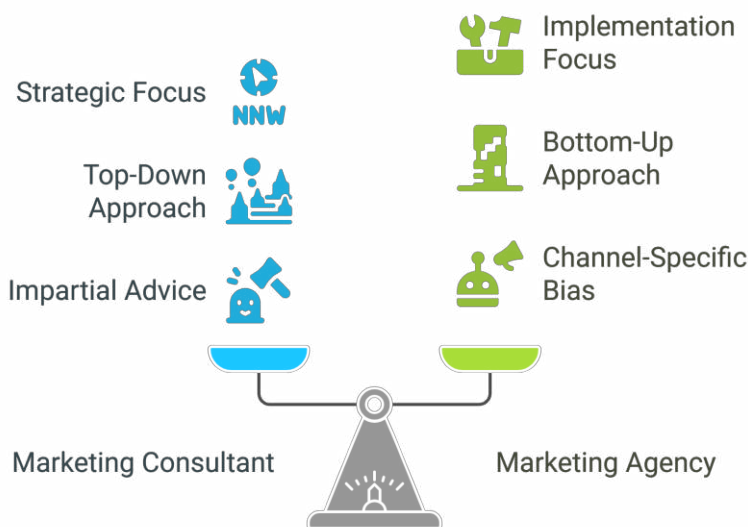 Strategic Focus
NNW
Top-Down
Approach
Impartial Advice
Implementation
Focus
Bottom-Up
Approach
Channel-Specific
Bias
Marketing Consultant
Marketing Agency